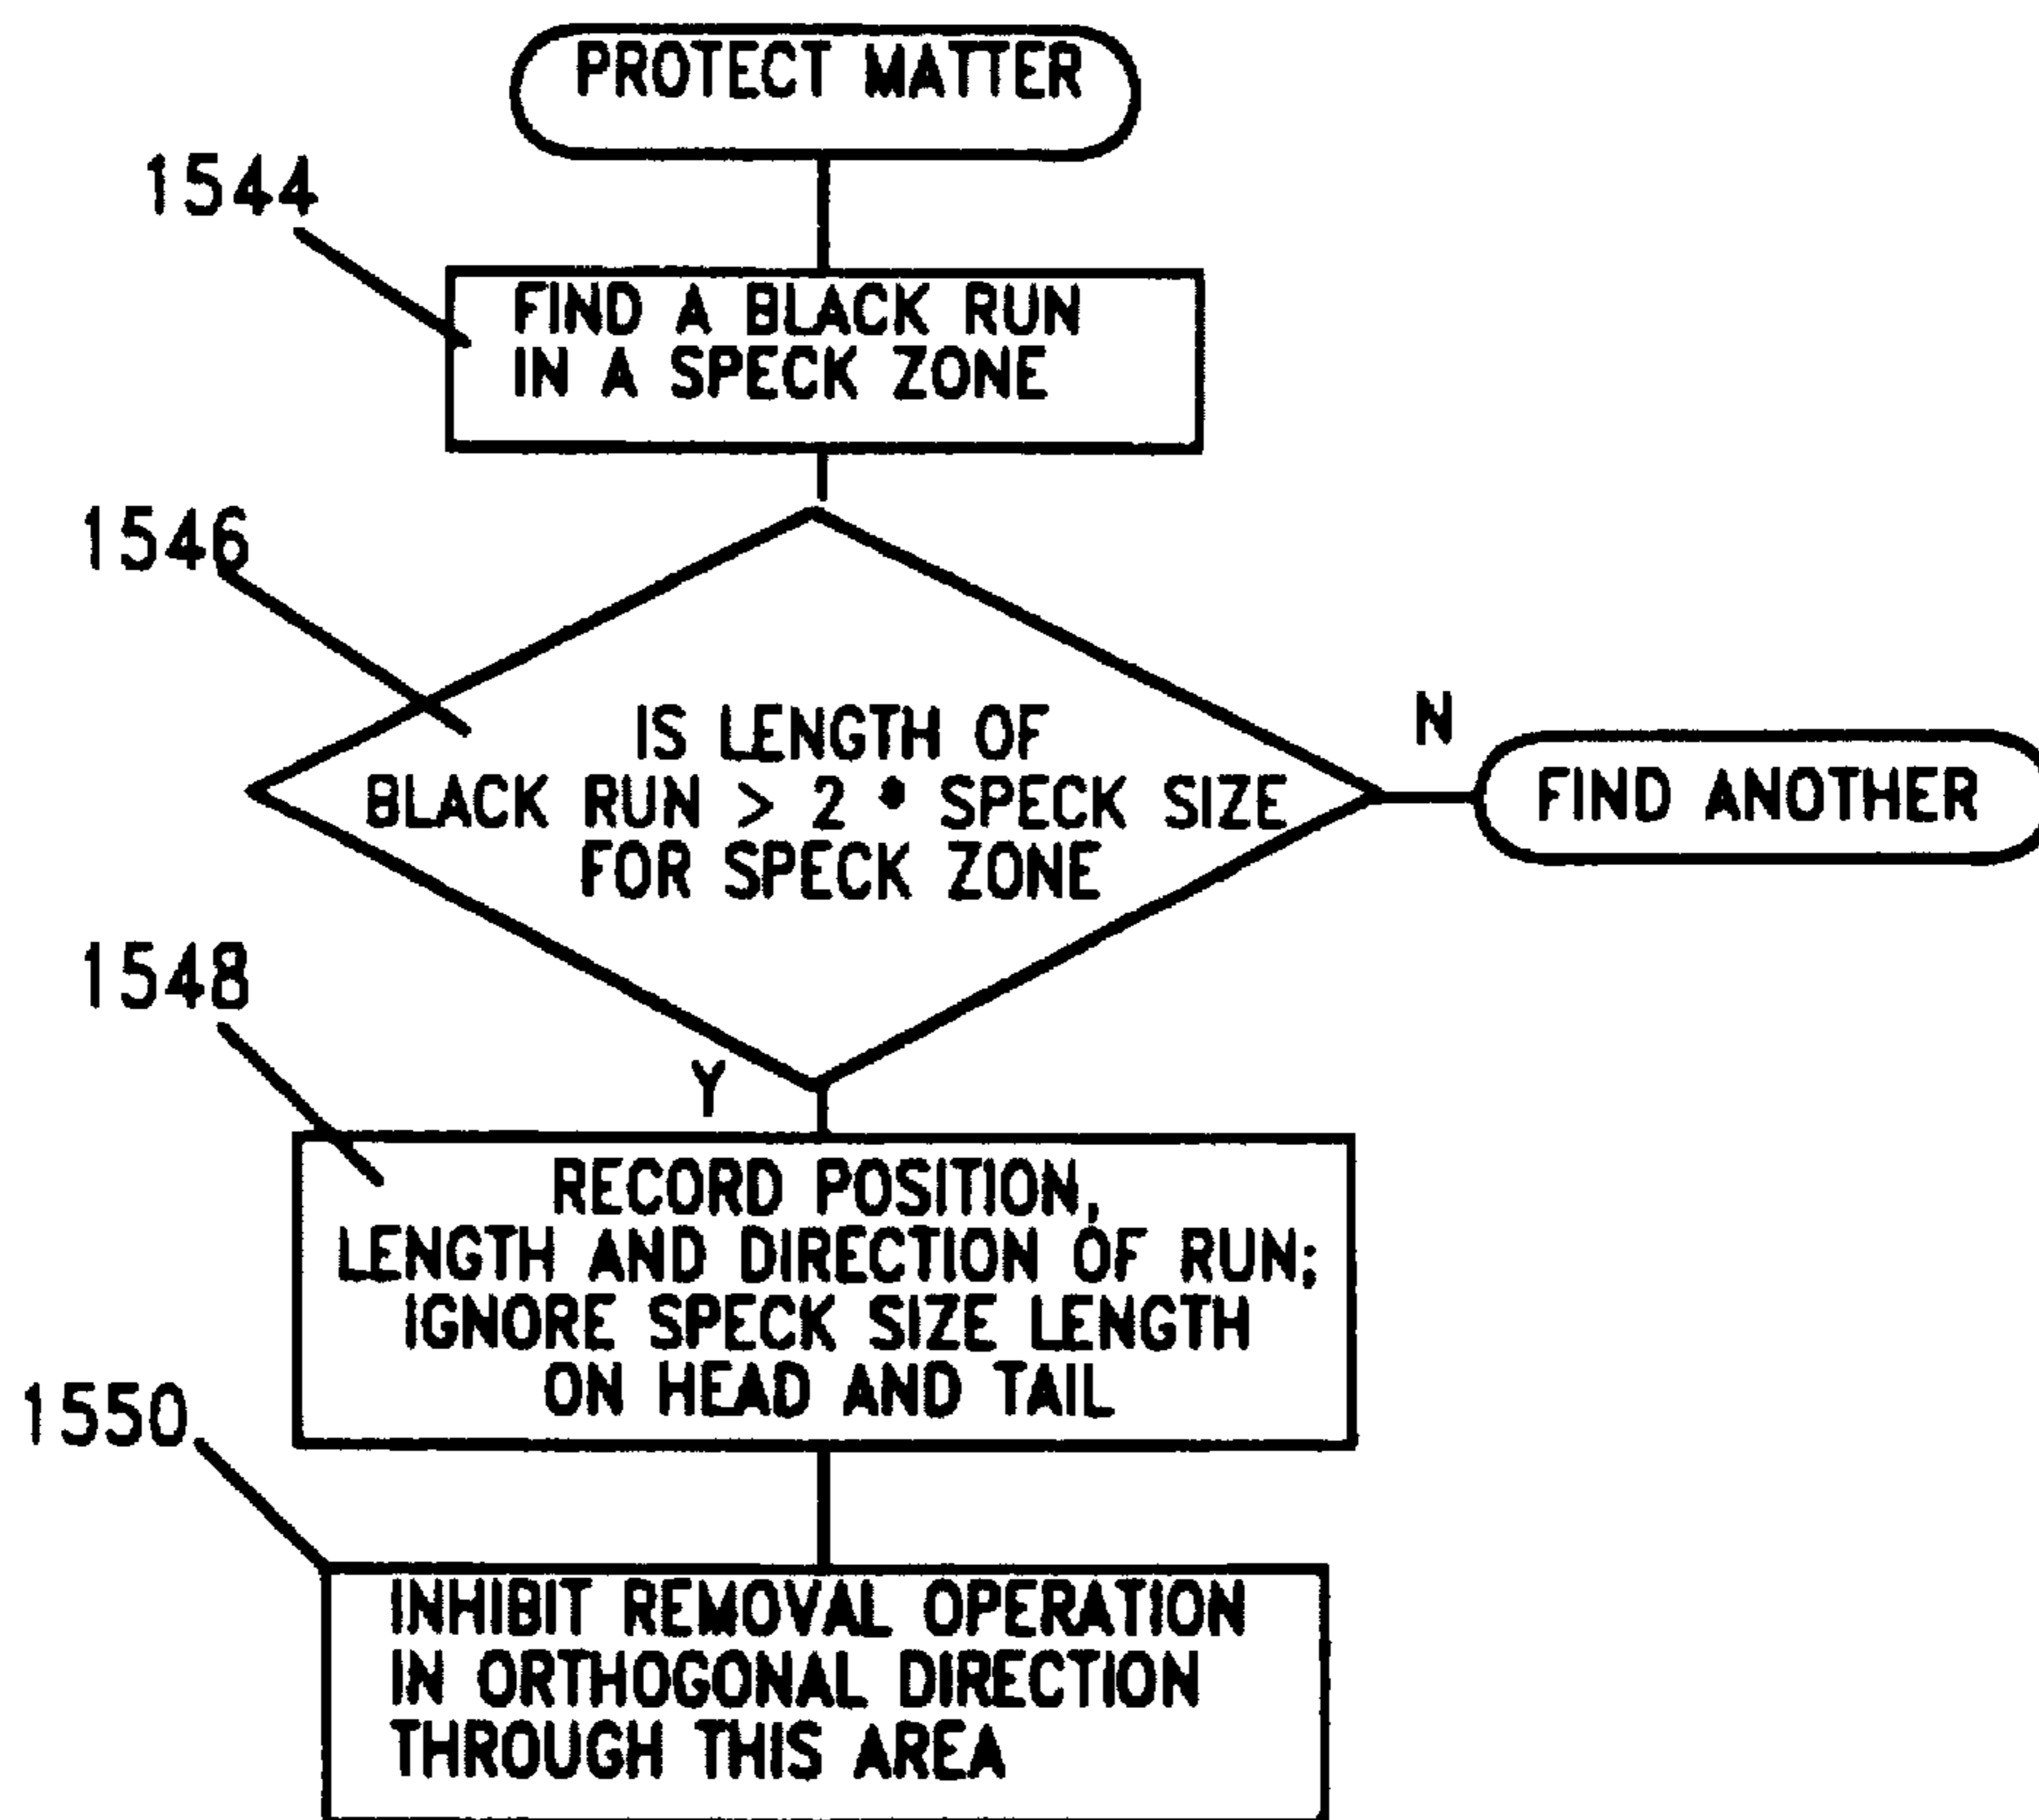 PROTECT MATTER
1544
FIND A BLACK RUN
IN A SPECK ZONE
1546
IS LENGTH OF
BLACK RUN > 2 • SPECK SIZE
FOR SPECK ZONE
N
FIND ANOTHER
1548
Y
RECORD POSITION,
LENGTH AND DIRECTION OF RUN;
IGNORE SPECK SIZE LENGTH
ON HEAD AND TAIL
1550
INHIBIT REMOVAL OPERATION
IN ORTHOGONAL DIRECTION
THROUGH THIS AREA